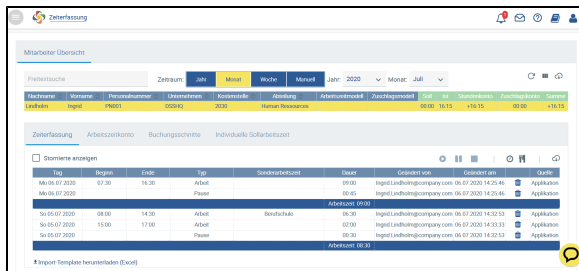 Zeiterfassung
Mitarbeiter Übersicht
Freitextsuche Zeitraum: Jahr Monat Woche Manuell Jahr: 2020 Monat: Juli
Nachname Vorname Personalnummer Unternehmen Kostenstelle Abteilung Arbeitszeitmodell Zuschlagsmodell Soll Ist Stundenkonto Zuschlagskonto Summe
Lindholm Ingrid PN001 DSSHQ 2030 Human Ressources 00:00 16:15 +16:15 00:00 +16:15
Zeiterfassung Arbeitszeitkonto Buchungsschritte Individuelle Sollarbeitszeit
Stornierte anzeigen
Tag Beginn Ende Typ Sonderarbeitszeit Dauer Geändert von Geändert am Quelle
Mo 06.07.2020 07:30 16:30 Arbeit 09:00 Ingrid.Lindholm@company.com 06.07.2020 14:25:46 Applikation
Mo 06.07.2020 Pause 00:45 Ingrid.Lindholm@company.com 06.07.2020 14:25:46 Applikation
Arbeitszeit: 09:00
So 05.07.2020 08:00 14:30 Arbeit Berufschule 06:30 Ingrid.Lindholm@company.com 06.07.2020 14:32:53 Applikation
So 05.07.2020 15:00 17:00 Arbeit 02:00 Ingrid.Lindholm@company.com 06.07.2020 14:33:33 Applikation
So 05.07.2020 Pause 00:30 Ingrid.Lindholm@company.com 06.07.2020 14:32:53 Applikation
Arbeitszeit: 08:30
Import-Template herunterladen (Excel)